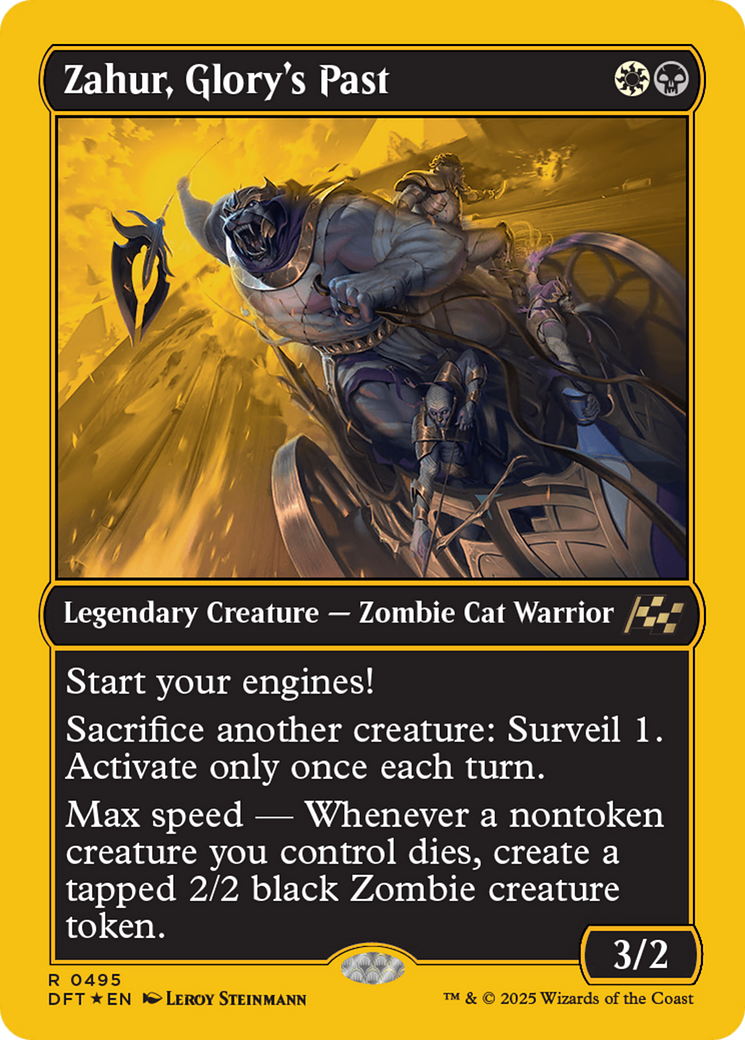 Zahur, Glory's Past
Legendary Creature — Zombie Cat Warrior
Start your engines!
Sacrifice another creature: Surveil 1.
Activate only once each turn.
Max speed — Whenever a nontoken
creature you control dies, create a
tapped 2/2 black Zombie creature
token.
3/2
R 0495
DFT★EN Leroy Steinmann
™ & © 2025 Wizards of the Coast